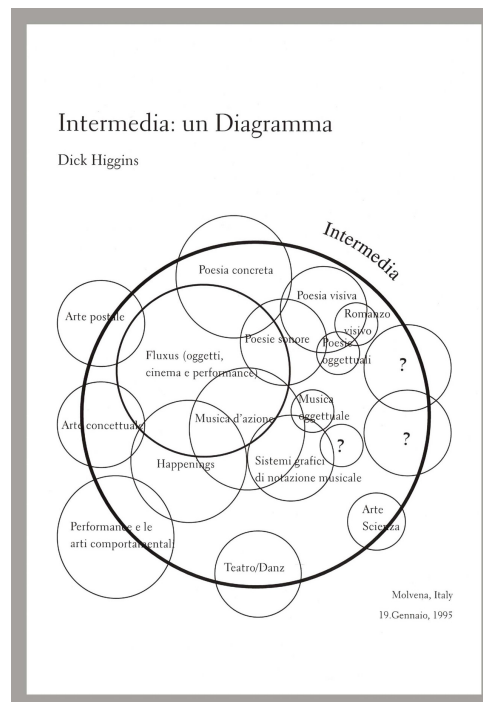 Intermedia: un Diagramma
Dick Higgins
Intermedia
Poesia concreta
Poesia visiva
Arte postale
Romanzo
visivo
Poesie sonore
Poesie
oggettuali
Fluxus (oggetti,
cinema e performance)
?
Musica
oggettuale
Musica d'azione
Arte concettuale
?
?
Happenings
Sistemi grafici
di notazione musicale
Arte
Scienza
Performance e le
arti comportamentali
Teatro/Danz
Molvena, Italy
19.Gennaio, 1995